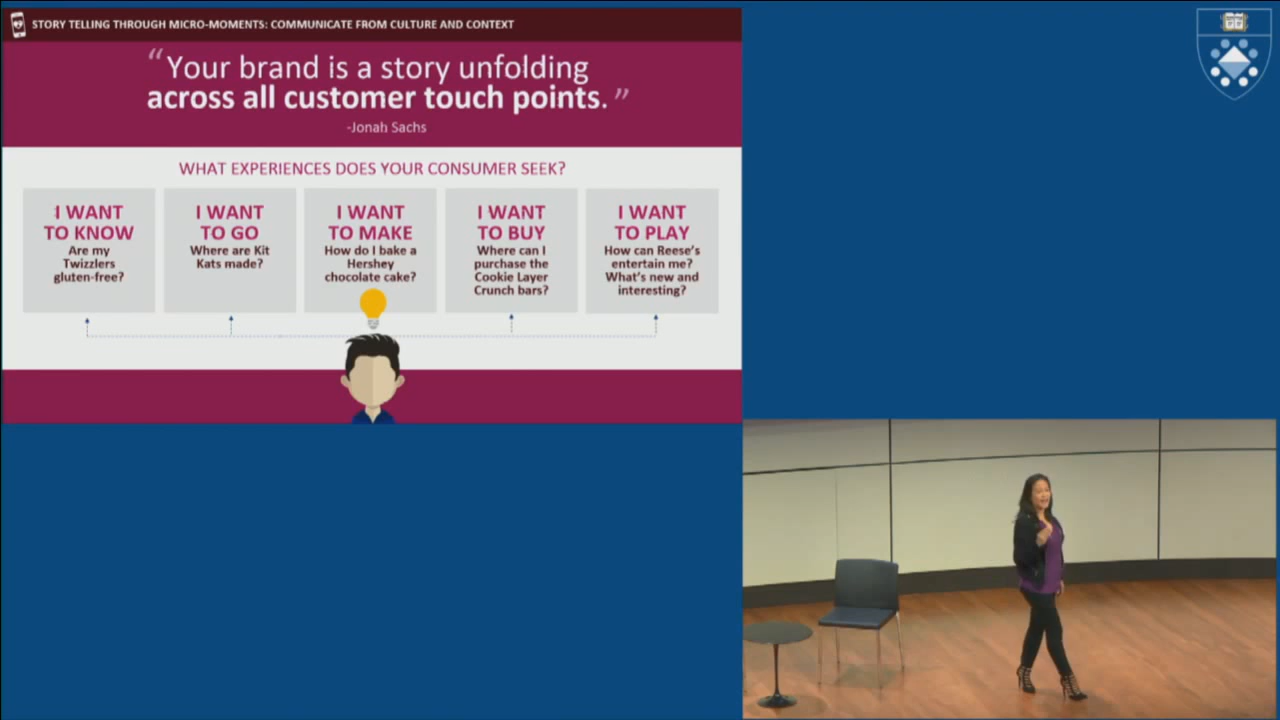 STORY TELLING THROUGH MICRO-MOMENTS: COMMUNICATE FROM CULTURE AND CONTEXT
“Your brand is a story unfolding
across all customer touch points.”
-Jonah Sachs
WHAT EXPERIENCES DOES YOUR CONSUMER SEEK?
I WANT
TO KNOW
Are my
Twizzlers
gluten-free?
I WANT
TO GO
Where are Kit
Kats made?
I WANT
TO MAKE
How do I bake a
Hershey
chocolate cake?
I WANT
TO BUY
Where can I
purchase the
Cookie Layer
Crunch bars?
I WANT
TO PLAY
How can Reese's
entertain me?
What's new and
interesting?